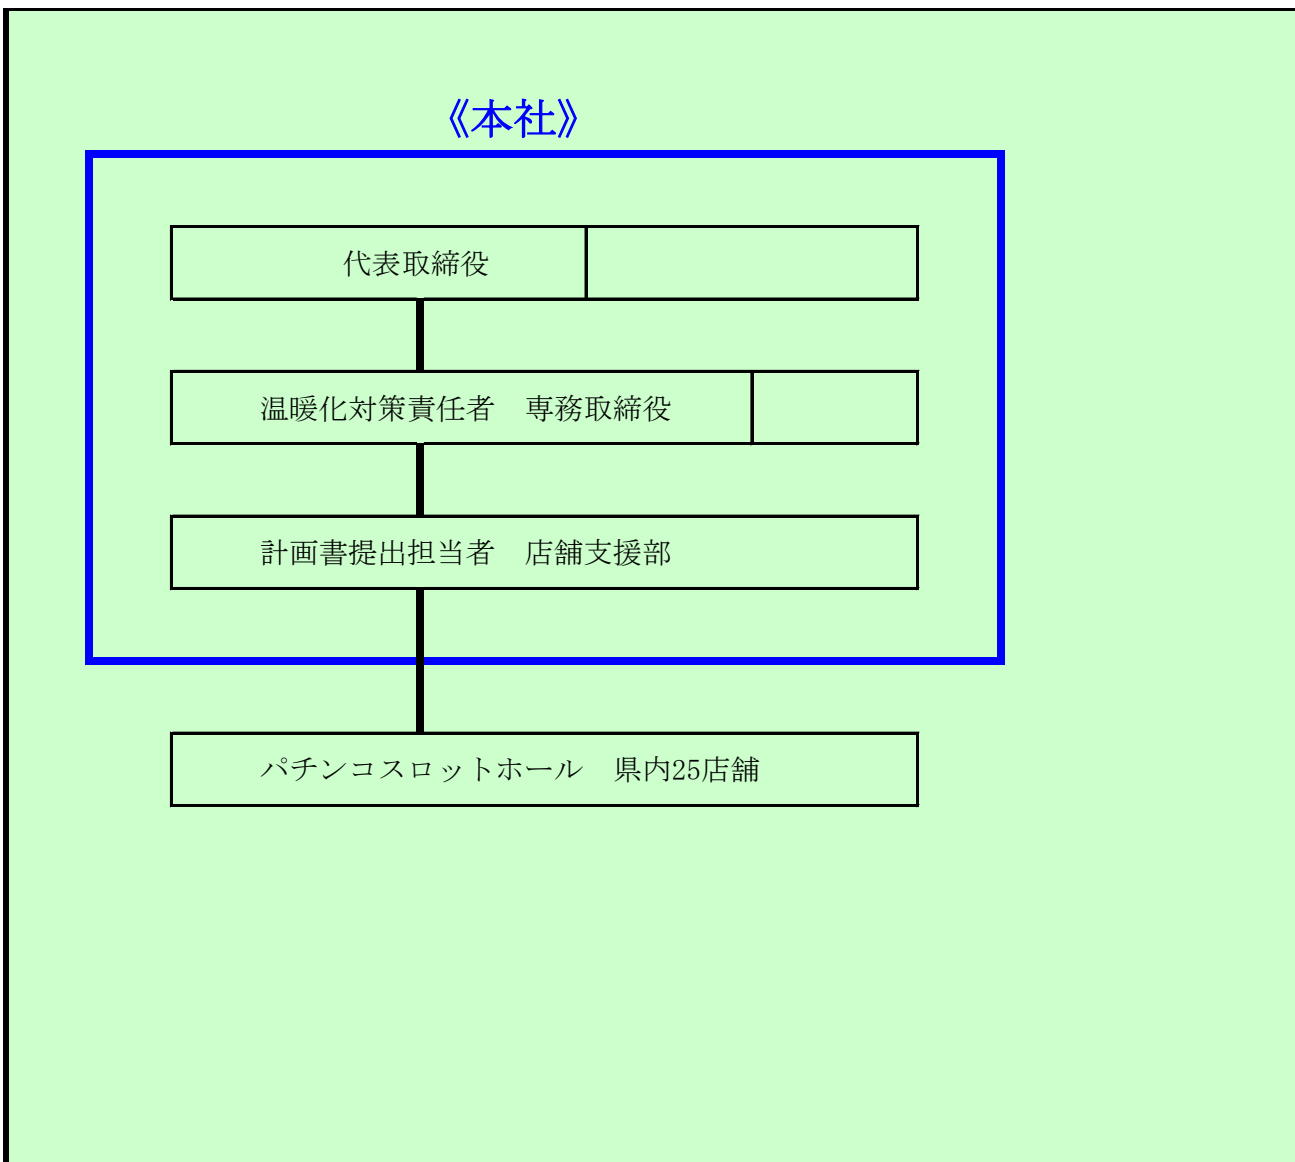 《本社》
代表取締役
温暖化対策責任者　専務取締役
計画書提出担当者　店舗支援部
パチンコスロットホール　県内25店舗